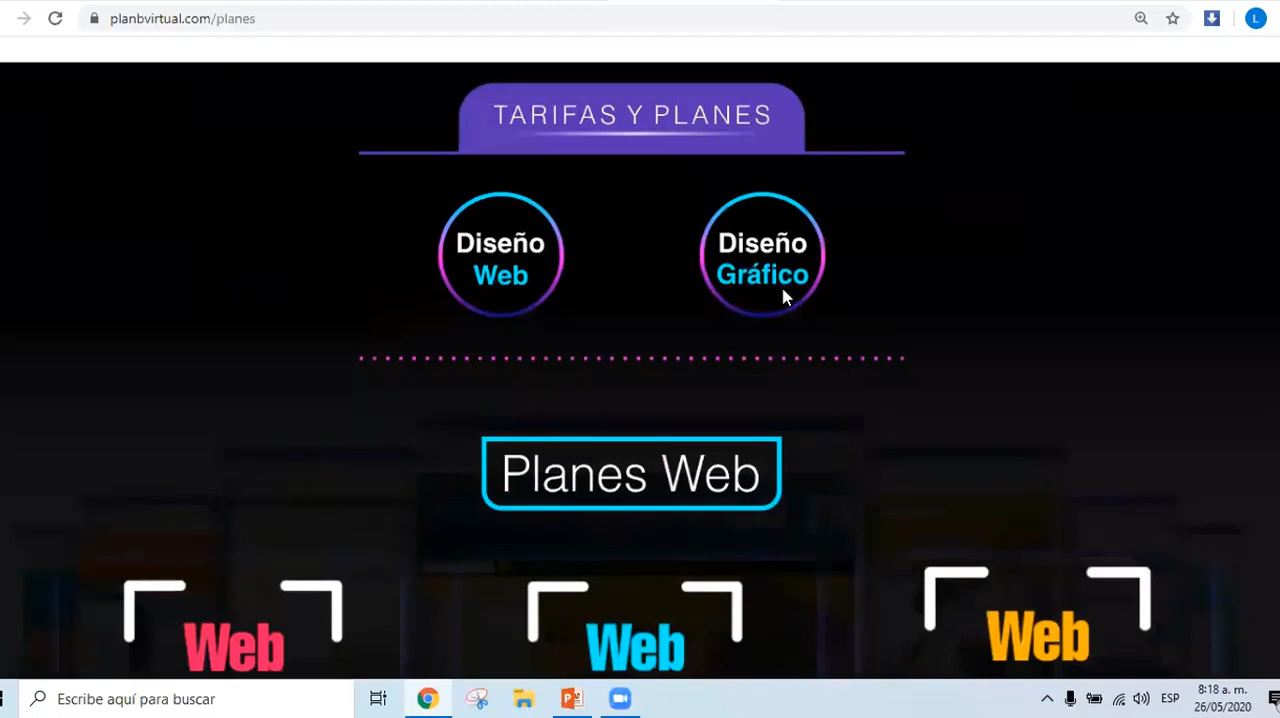 planbvirtual.com/planes
L
TARIFAS Y PLANES
Diseño
Web
Diseño
Gráfico
Planes Web
Web
Web
Web
Escribe aquí para buscar
ESP
8:18 a. m.
26/05/2020